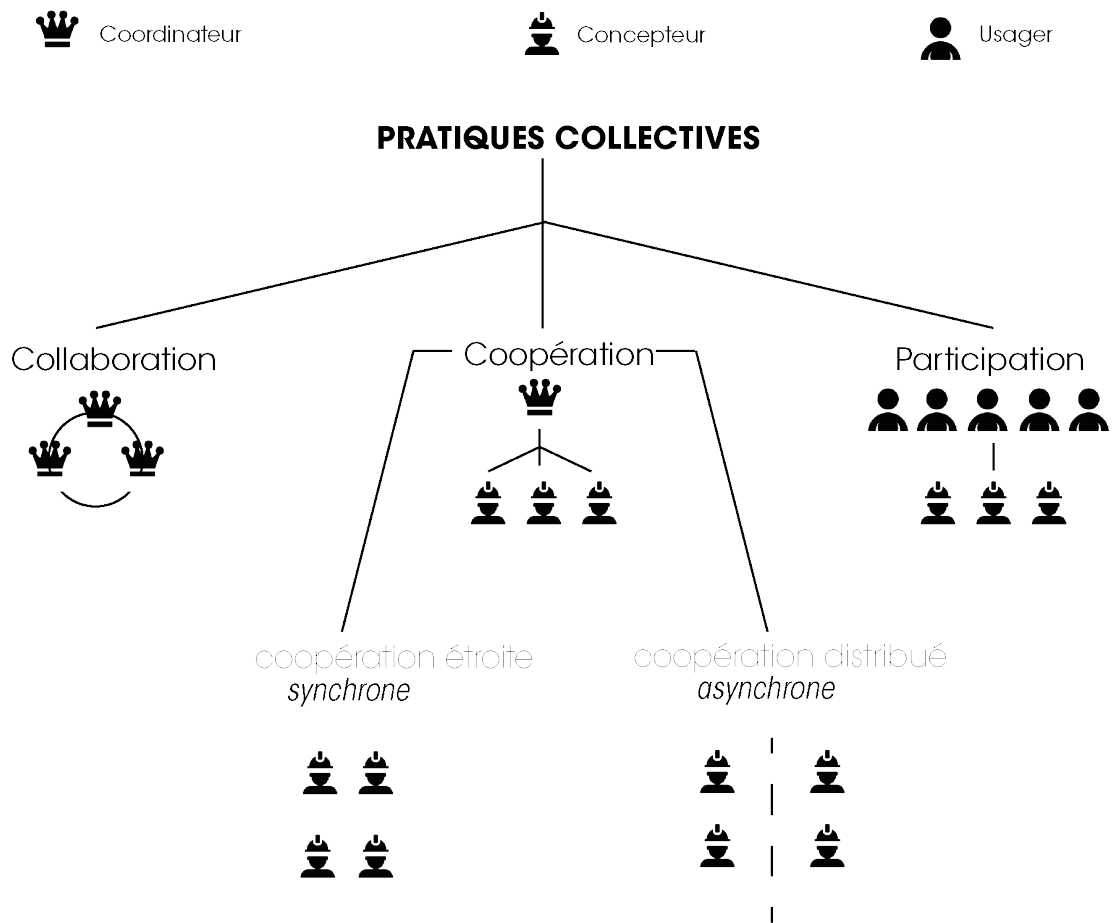 Coordinateur
Concepteur
Usager
PRATIQUES COLLECTIVES
Collaboration
Coopération
Participation
coopération étroite
synchrone
coopération distribué
asynchrone